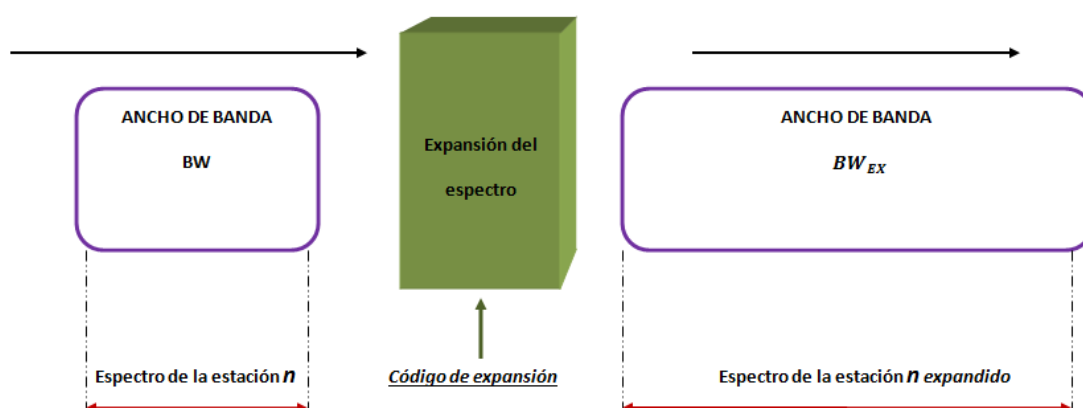 ANCHO DE BANDA
BW
Expansión del
espectro
ANCHO DE BANDA
BW_EX
Espectro de la estación n
Código de expansión
Espectro de la estación n expandido